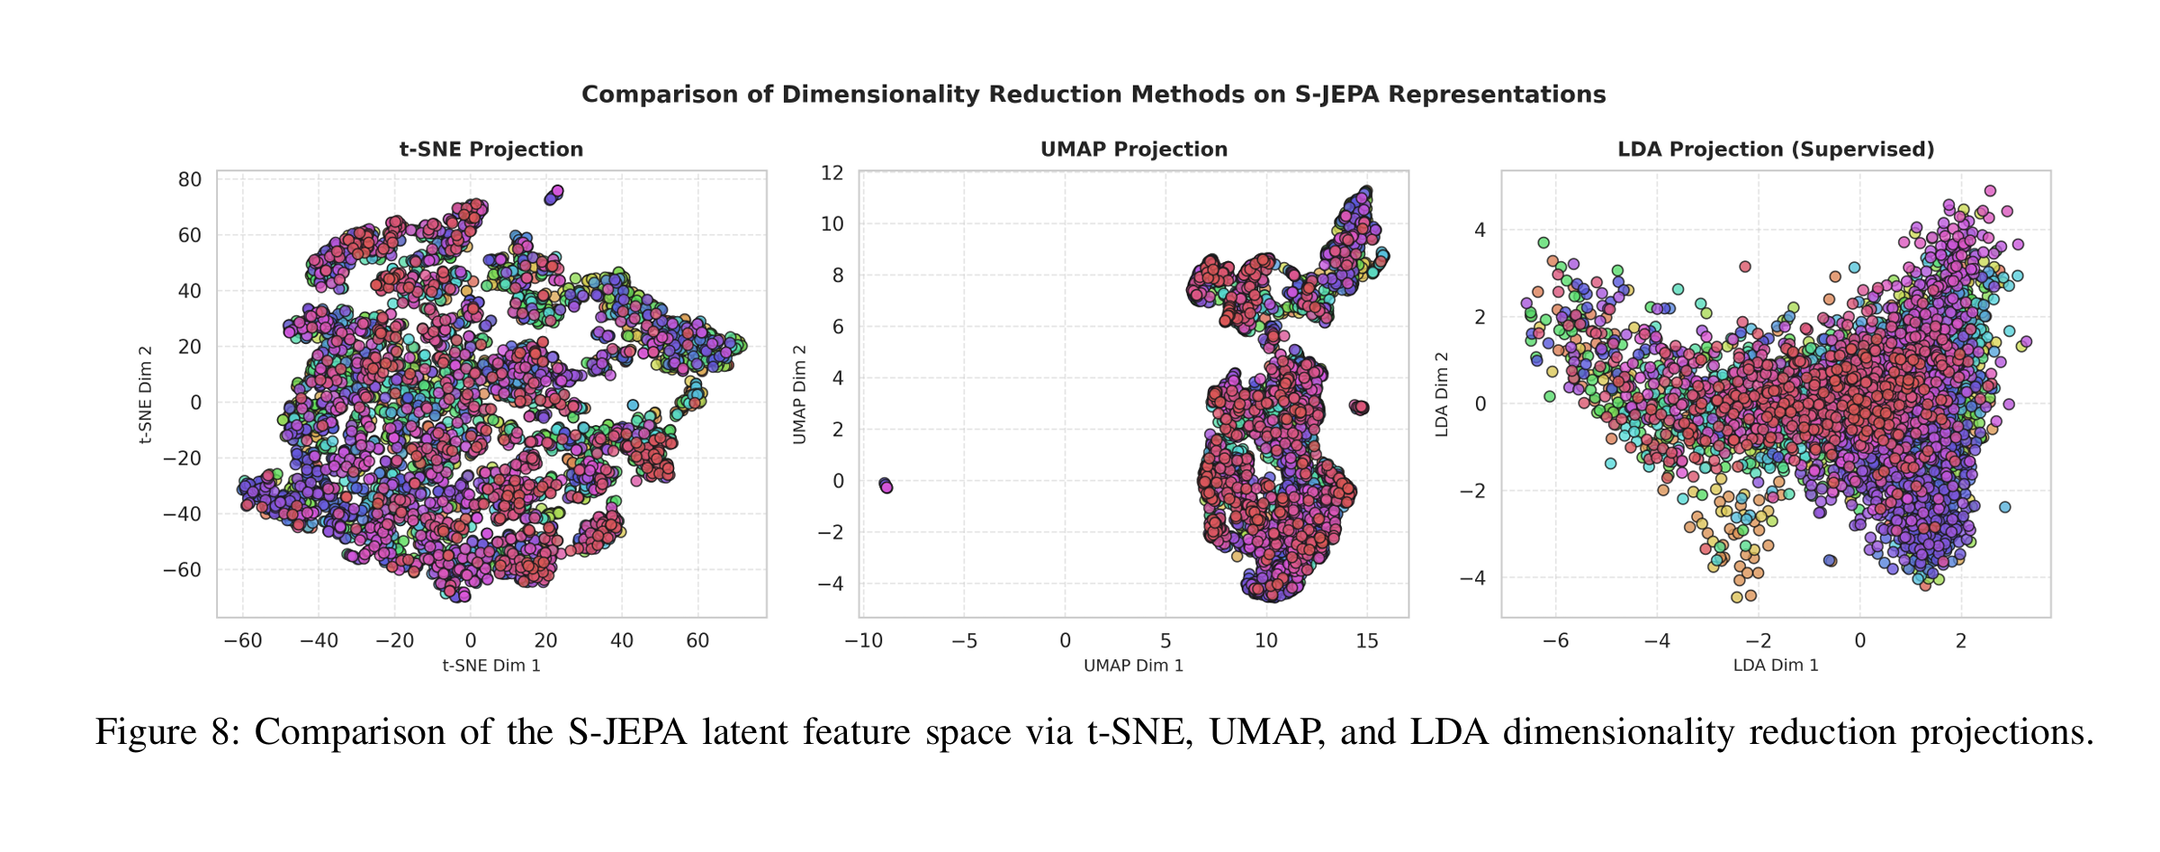 Comparison of Dimensionality Reduction Methods on S-JEPA Representations
t-SNE Projection
80
60
40
20
0
−20
−40
−60
−60 −40 −20 0 20 40 60
t-SNE Dim 1
t-SNE Dim 2
UMAP Projection
12
10
8
6
4
2
0
−2
−4
−10 −5 0 5 10 15
UMAP Dim 1
UMAP Dim 2
LDA Projection (Supervised)
4
2
0
−2
−4
−6 −4 −2 0 2
LDA Dim 1
LDA Dim 2
Figure 8: Comparison of the S-JEPA latent feature space via t-SNE, UMAP, and LDA dimensionality reduction projections.